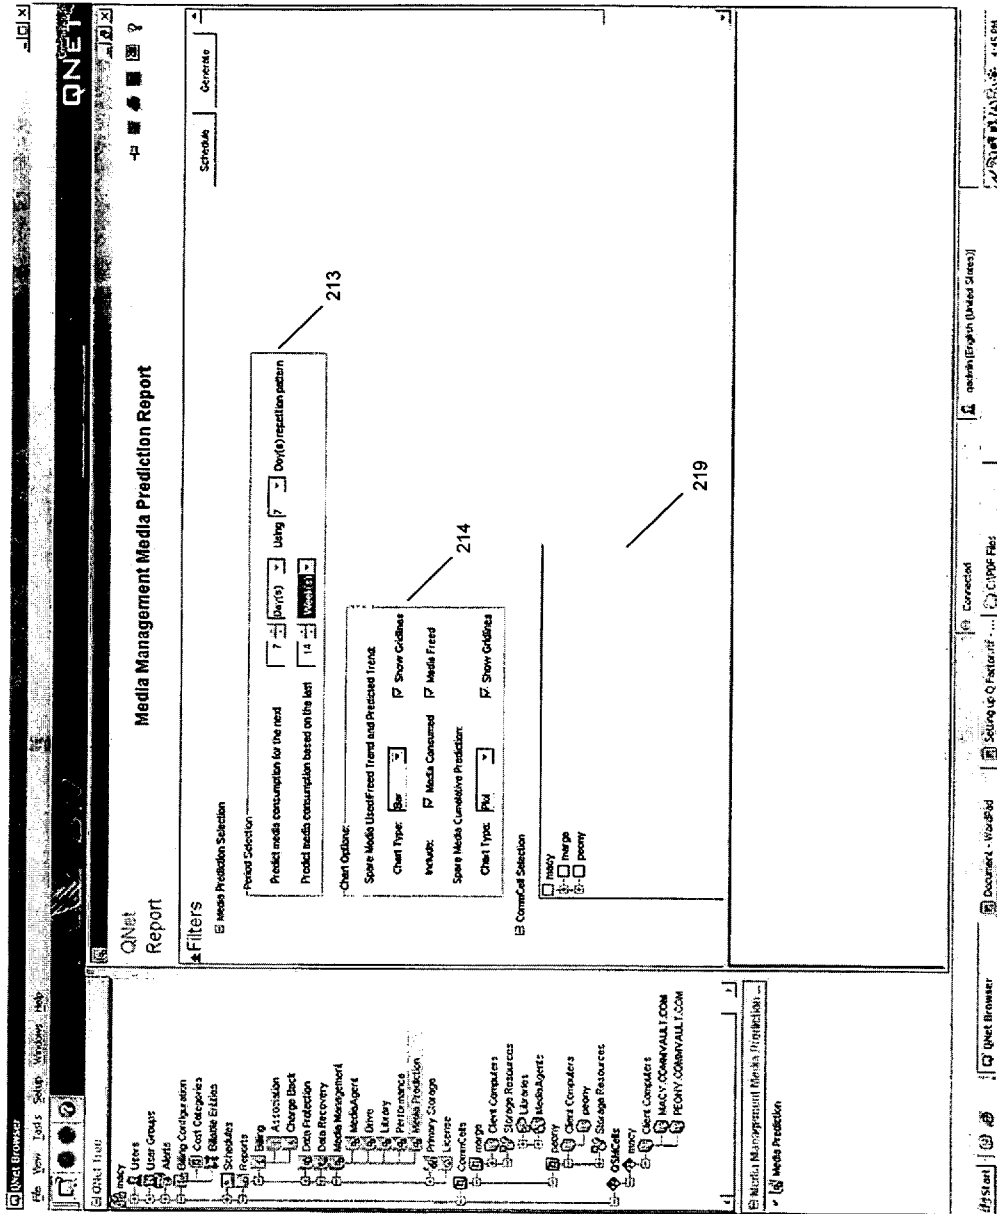 QNet Browser
File View Tools Setup Windows Help
QNET
QNet Tree
macy
Users
User Groups
Alerts
Billing Configuration
Cost Categories
Billable Entities
Schedules
Reports
Billing
Association
Charge Back
Data Protection
Data Recovery
Media Management
MediaAgent
Drive
Library
Performance
Media Prediction
Primary Storage
License
CommCells
margo
Client Computers
Storage Resources
Libraries
MediaAgents
peony
Client Computers
peony
Storage Resources
QSMCells
macy
Client Computers
MACY.COMMVAULT.COM
PEONY.COMMVAULT.COM
Media Management Media Prediction ...
Media Prediction
QNet
Report
Media Management Media Prediction Report
Filters
Schedule Generate
Media Prediction Selection
Period Selection
Predict media consumption for the next 7 Day(s) Using 7 Day(s) repetition pattern
Predict media consumption based on the last 14 Week(s)
213
Chart Options:
Spare Media Used/Freed Trend and Predicted Trend:
Chart Type: Bar Show Gridlines
Include: Media Consumed Media Freed
Spare Media Cumulative Prediction:
Chart Type: Plot Show Gridlines
214
CommCell Selection
macy
margo
peony
219
Connected
qadmin [English (United States)]
Start
QNet Browser
Document - WordPad
Setting up Q Factor.rtf - ...
C:\PDF Files
4:45 PM